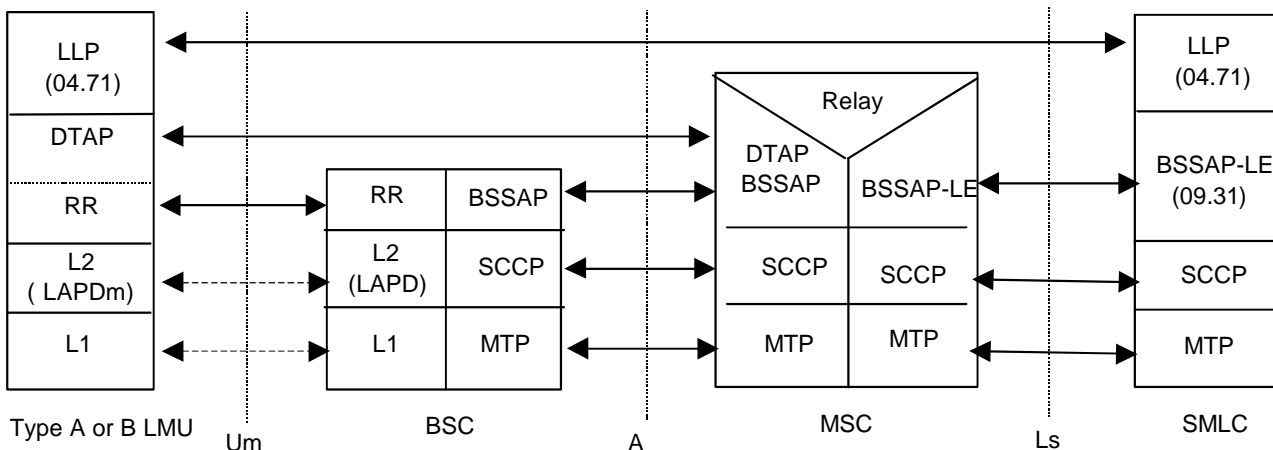 LLP
(04.71)
DTAP
RR
L2
( LAPDm)
L1
Type A or B LMU
Um
RR
BSSAP
L2
(LAPD)
SCCP
L1
MTP
BSC
A
Relay
DTAP
BSSAP
BSSAP-LE
SCCP
SCCP
MTP
MTP
MSC
Ls
LLP
(04.71)
BSSAP-LE
(09.31)
SCCP
MTP
SMLC